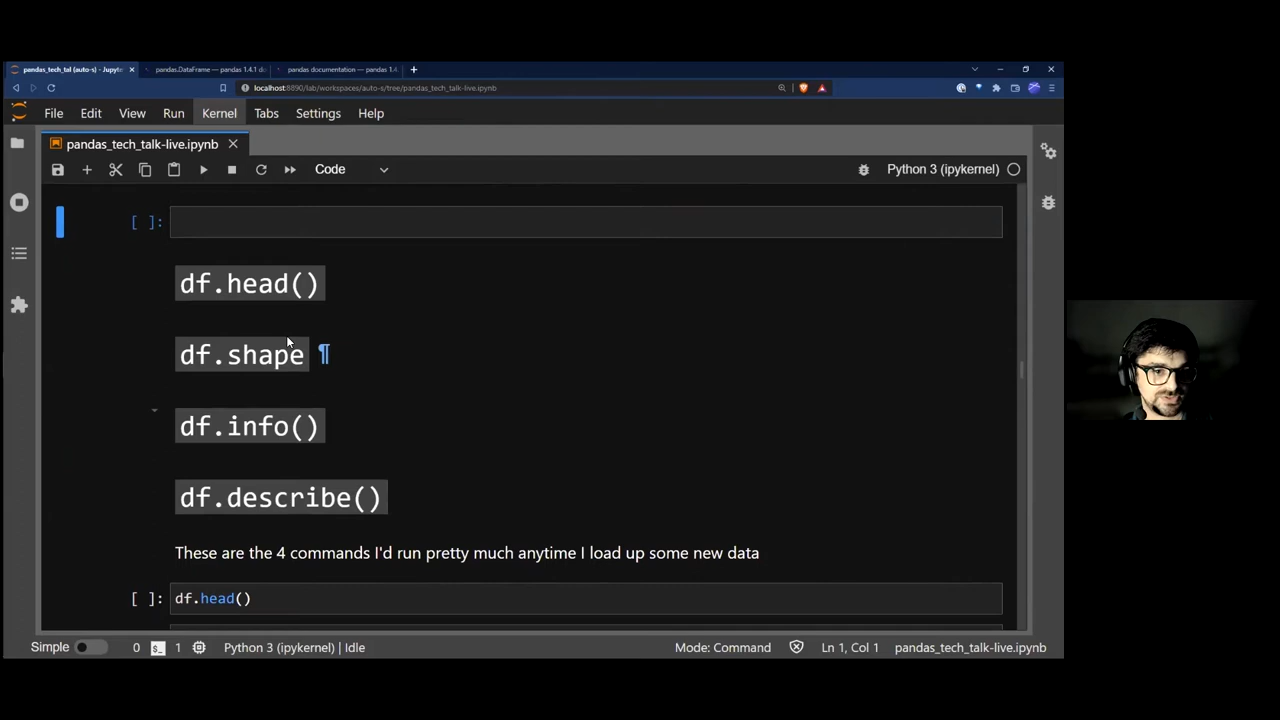 pandas_tech_tal (auto-s) - Jupyte
pandas.DataFrame — pandas 1.4.1 d
pandas documentation — pandas 1.4.
localhost:8890/lab/workspaces/auto-s/tree/pandas_tech_talk-live.ipynb
File Edit View Run Kernel Tabs Settings Help
pandas_tech_talk-live.ipynb
Code
Python 3 (ipykernel)
[ ]:
df.head()
df.shape ¶
df.info()
df.describe()
These are the 4 commands I'd run pretty much anytime I load up some new data
[ ]: df.head()
Simple 0 $_ 1 Python 3 (ipykernel) | Idle Mode: Command Ln 1, Col 1 pandas_tech_talk-live.ipynb